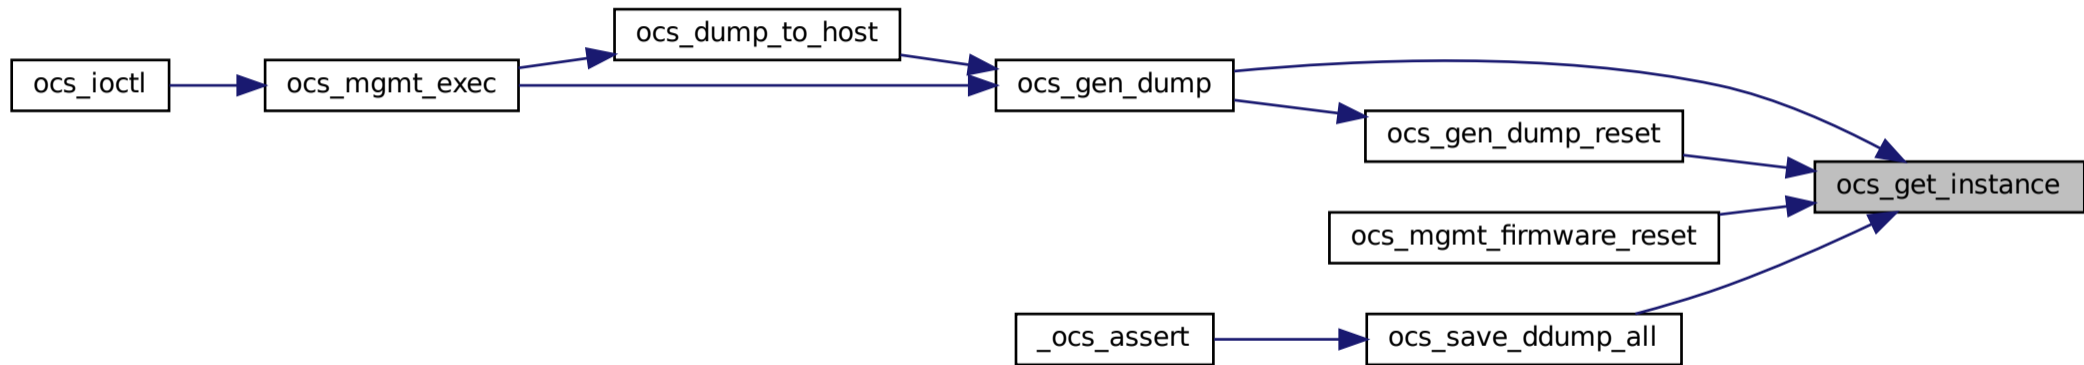 ocs_dump_to_host
ocs_ioctl
ocs_mgmt_exec
ocs_gen_dump
ocs_gen_dump_reset
ocs_get_instance
ocs_mgmt_firmware_reset
_ocs_assert
ocs_save_ddump_all